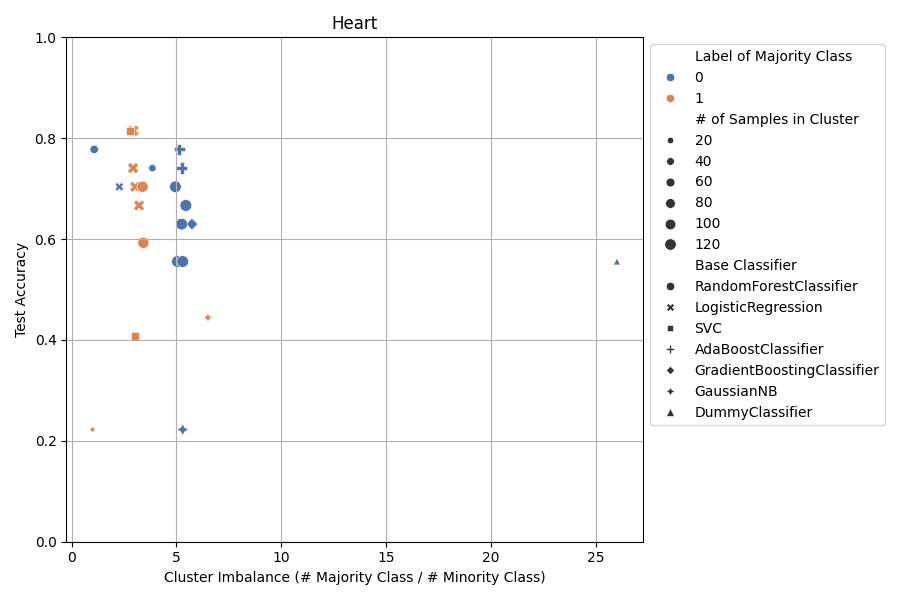 Heart
1.0
0.8
0.6
0.4
0.2
0.0
Test Accuracy
0
5
10
15
20
25
Cluster Imbalance (# Majority Class / # Minority Class)
Label of Majority Class
0
1
# of Samples in Cluster
20
40
60
80
100
120
Base Classifier
RandomForestClassifier
LogisticRegression
SVC
AdaBoostClassifier
GradientBoostingClassifier
GaussianNB
DummyClassifier